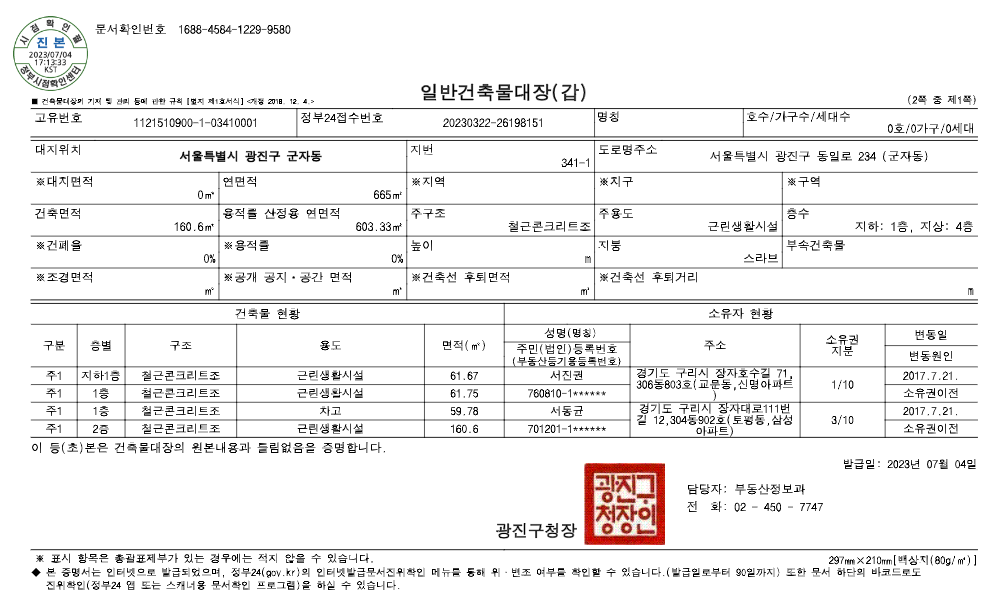 시 점 확 인 필
진 본
2023/07/04
17:13:33
KST
정부시점확인센터
문서확인번호 1688-4564-1229-9580
■ 건축물대장의 기재 및 관리 등에 관한 규칙 [별지 제1호서식] <개정 2018. 12. 4.>
일반건축물대장(갑)
(2쪽 중 제1쪽)
고유번호 1121510900-1-03410001 정부24접수번호 20230322-26198151 명칭 호수/가구수/세대수 0호/0가구/0세대
대지위치 서울특별시 광진구 군자동 지번 341-1 도로명주소 서울특별시 광진구 동일로 234 (군자동)
※대지면적 0㎡ 연면적 665㎡ ※지역 ※지구 ※구역
건축면적 160.6㎡ 용적률 산정용 연면적 603.33㎡ 주구조 철근콘크리트조 주용도 근린생활시설 층수 지하: 1층, 지상: 4층
※건폐율 0% ※용적률 0% 높이 m 지붕 스라브 부속건축물
※조경면적 ㎡ ※공개 공지·공간 면적 ㎡ ※건축선 후퇴면적 ㎡ ※건축선 후퇴거리 m
건축물 현황 소유자 현황
구분 층별 구조 용도 면적(㎡) 성명(명칭) 주소 소유권 지분 변동일
주민(법인)등록번호
(부동산등기용등록번호)
변동원인
주1 지하1층 철근콘크리트조 근린생활시설 61.67 서진권 경기도 구리시 장자호수길 71, 306동803호(교문동,신명아파트) 1/10 2017.7.21.
주1 1층 철근콘크리트조 근린생활시설 61.75 760810-1****** 소유권이전
주1 1층 철근콘크리트조 차고 59.78 서동균 경기도 구리시 장자대로111번길 12,304동902호(토평동,삼성아파트) 3/10 2017.7.21.
주1 2층 철근콘크리트조 근린생활시설 160.6 701201-1****** 소유권이전
이 등(초)본은 건축물대장의 원본내용과 틀림없음을 증명합니다.
발급일: 2023년 07월 04일
담당자: 부동산정보과
전 화: 02 - 450 - 7747
광진구청장
광진구
청장인
※ 표시 항목은 총괄표제부가 있는 경우에는 적지 않을 수 있습니다.
297㎜×210㎜[백상지(80g/㎡)]
◆ 본 증명서는 인터넷으로 발급되었으며, 정부24(gov.kr)의 인터넷발급문서진위확인 메뉴를 통해 위·변조 여부를 확인할 수 있습니다.(발급일로부터 90일까지) 또한 문서 하단의 바코드로도
진위확인(정부24 앱 또는 스캐너용 문서확인 프로그램)을 하실 수 있습니다.